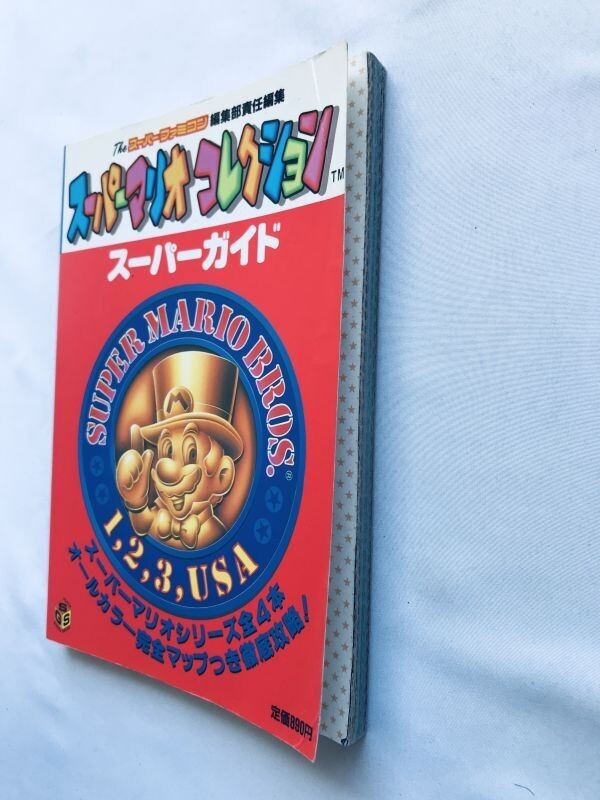 The スーパーファミコン 編集部責任編集
スーパーマリオ コレクション TM
スーパーガイド
SUPER MARIO BROS.®
M
1,2,3,USA
スーパーマリオシリーズ全4本
オールカラー完全マップつき徹底攻略!
定価890円